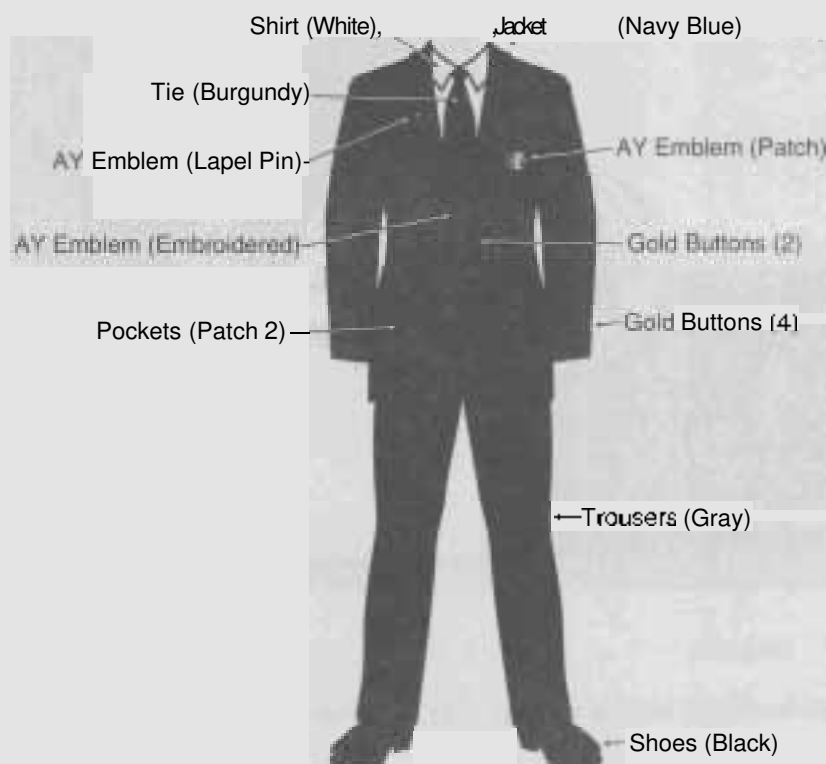 Shirt (White), ,Jacket (Navy Blue)
Tie (Burgundy)
AY Emblem (Lapel Pin)
AY Emblem (Patch)
AY Emblem (Embroidered)
Gold Buttons (2)
Pockets (Patch 2)
Gold Buttons (4)
Trousers (Gray)
Shoes (Black)